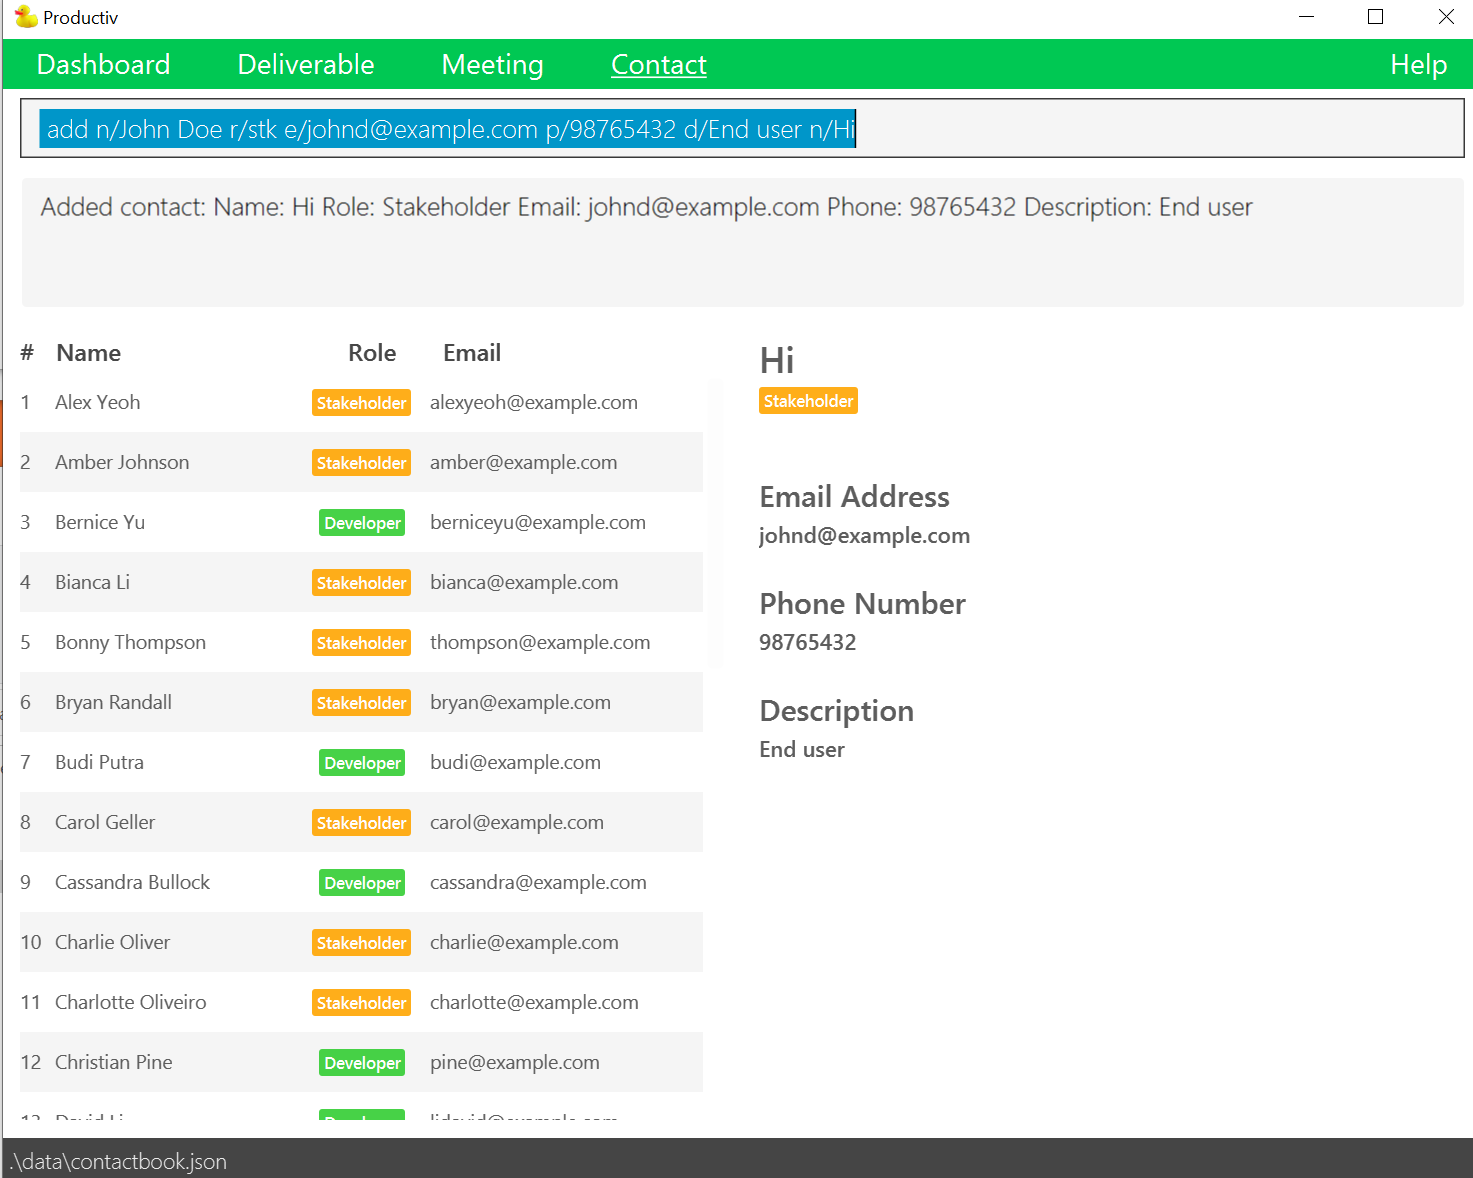 Productiv
Dashboard Deliverable Meeting Contact Help
add n/John Doe r/stk e/johnd@example.com p/98765432 d/End user n/Hi
Added contact: Name: Hi Role: Stakeholder Email: johnd@example.com Phone: 98765432 Description: End user
# Name Role Email
1 Alex Yeoh Stakeholder alexyeoh@example.com
2 Amber Johnson Stakeholder amber@example.com
3 Bernice Yu Developer berniceyu@example.com
4 Bianca Li Stakeholder bianca@example.com
5 Bonny Thompson Stakeholder thompson@example.com
6 Bryan Randall Stakeholder bryan@example.com
7 Budi Putra Developer budi@example.com
8 Carol Geller Stakeholder carol@example.com
9 Cassandra Bullock Developer cassandra@example.com
10 Charlie Oliver Stakeholder charlie@example.com
11 Charlotte Oliveiro Stakeholder charlotte@example.com
12 Christian Pine Developer pine@example.com
13 David Li Developer lidavid@example.com
Hi
Stakeholder
Email Address
johnd@example.com
Phone Number
98765432
Description
End user
.\data\contactbook.json